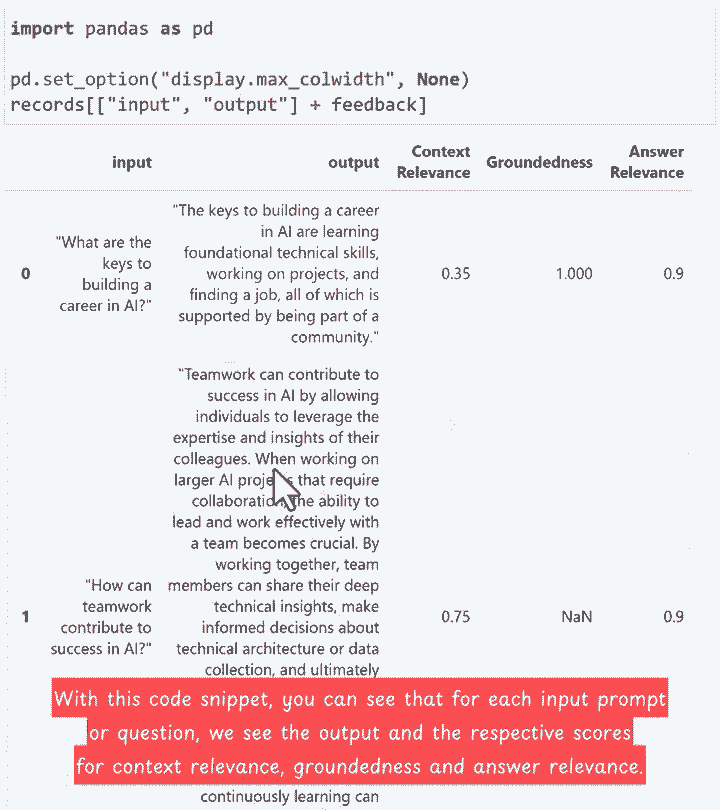 import pandas as pd
pd.set_option("display.max_colwidth", None)
records[["input", "output"] + feedback]
input output Context Relevance Groundedness Answer Relevance
"The keys to building a career
in AI are learning
"What are the foundational technical skills,
keys to
0 building a working on projects, and 0.35 1.000 0.9
career in AI?" finding a job, all of which is
supported by being part of a
community."
"Teamwork can contribute to
success in AI by allowing
individuals to leverage the
expertise and insights of their
colleagues. When working on
larger AI that require
the ability to
lead and work effectively with
a team becomes crucial. By
working together, team
"How can members can share their deep
teamwork technical insights, make
1 contribute to informed decisions about 0.75 NaN 0.9
success in AI?" technical architecture or data
collection, and ultimately
With this code snippet, you can see that for each input prompt
or question, we see the output and the respective scores
for context relevance, groundedness and answer relevance.
continuously learning can